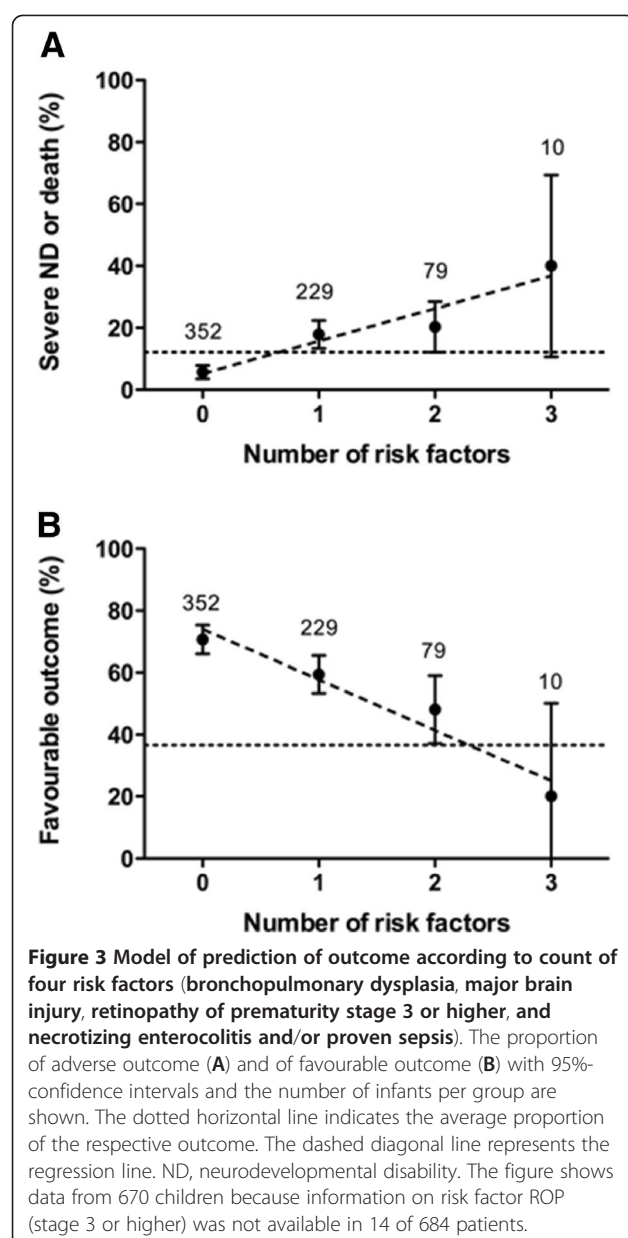 A
100
80
60
40
20
0
Severe ND or death (%)
352
229
79
10
0 1 2 3
Number of risk factors
B
100
80
60
40
20
0
Favourable outcome (%)
352
229
79
10
0 1 2 3
Number of risk factors
Figure 3 Model of prediction of outcome according to count of
four risk factors (bronchopulmonary dysplasia, major brain
injury, retinopathy of prematurity stage 3 or higher, and
necrotizing enterocolitis and/or proven sepsis). The proportion
of adverse outcome (A) and of favourable outcome (B) with 95%-
confidence intervals and the number of infants per group are
shown. The dotted horizontal line indicates the average proportion
of the respective outcome. The dashed diagonal line represents the
regression line. ND, neurodevelopmental disability. The figure shows
data from 670 children because information on risk factor ROP
(stage 3 or higher) was not available in 14 of 684 patients.